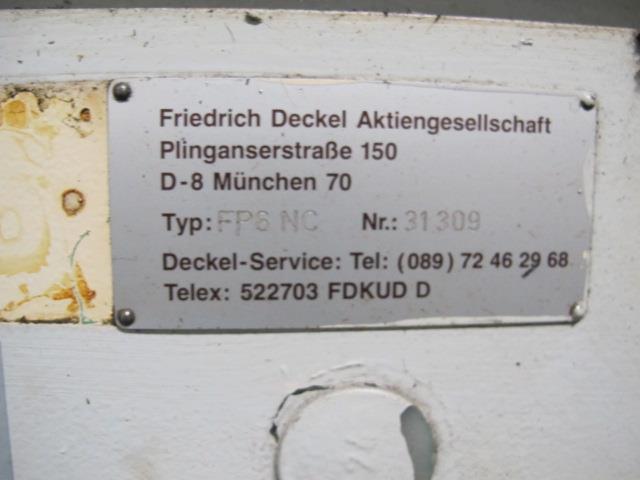 Friedrich Deckel Aktiengesellschaft
Plinganserstraße 150
D-8 München 70
Typ: FP6 NC Nr.: 31309
Deckel-Service: Tel: (089) 72 46 29 68
Telex: 522703 FDKUD D